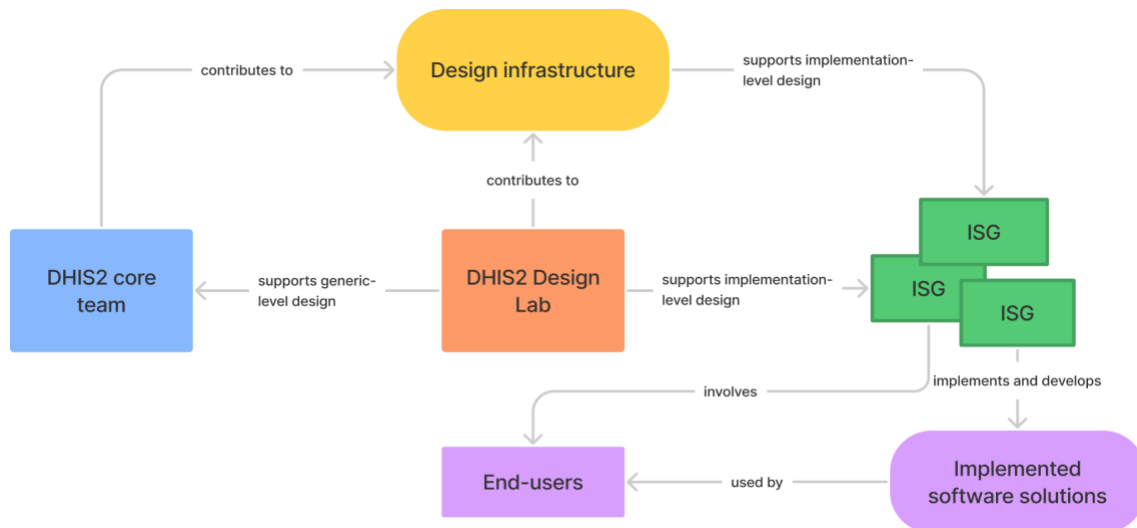 contributes to
Design infrastructure
supports implementation-
level design
contributes to
ISG
DHIS2 core
team
supports generic-
level design
DHIS2 Design
Lab
supports implementation-
level design
ISG
ISG
involves
implements and develops
End-users
used by
Implemented
software solutions